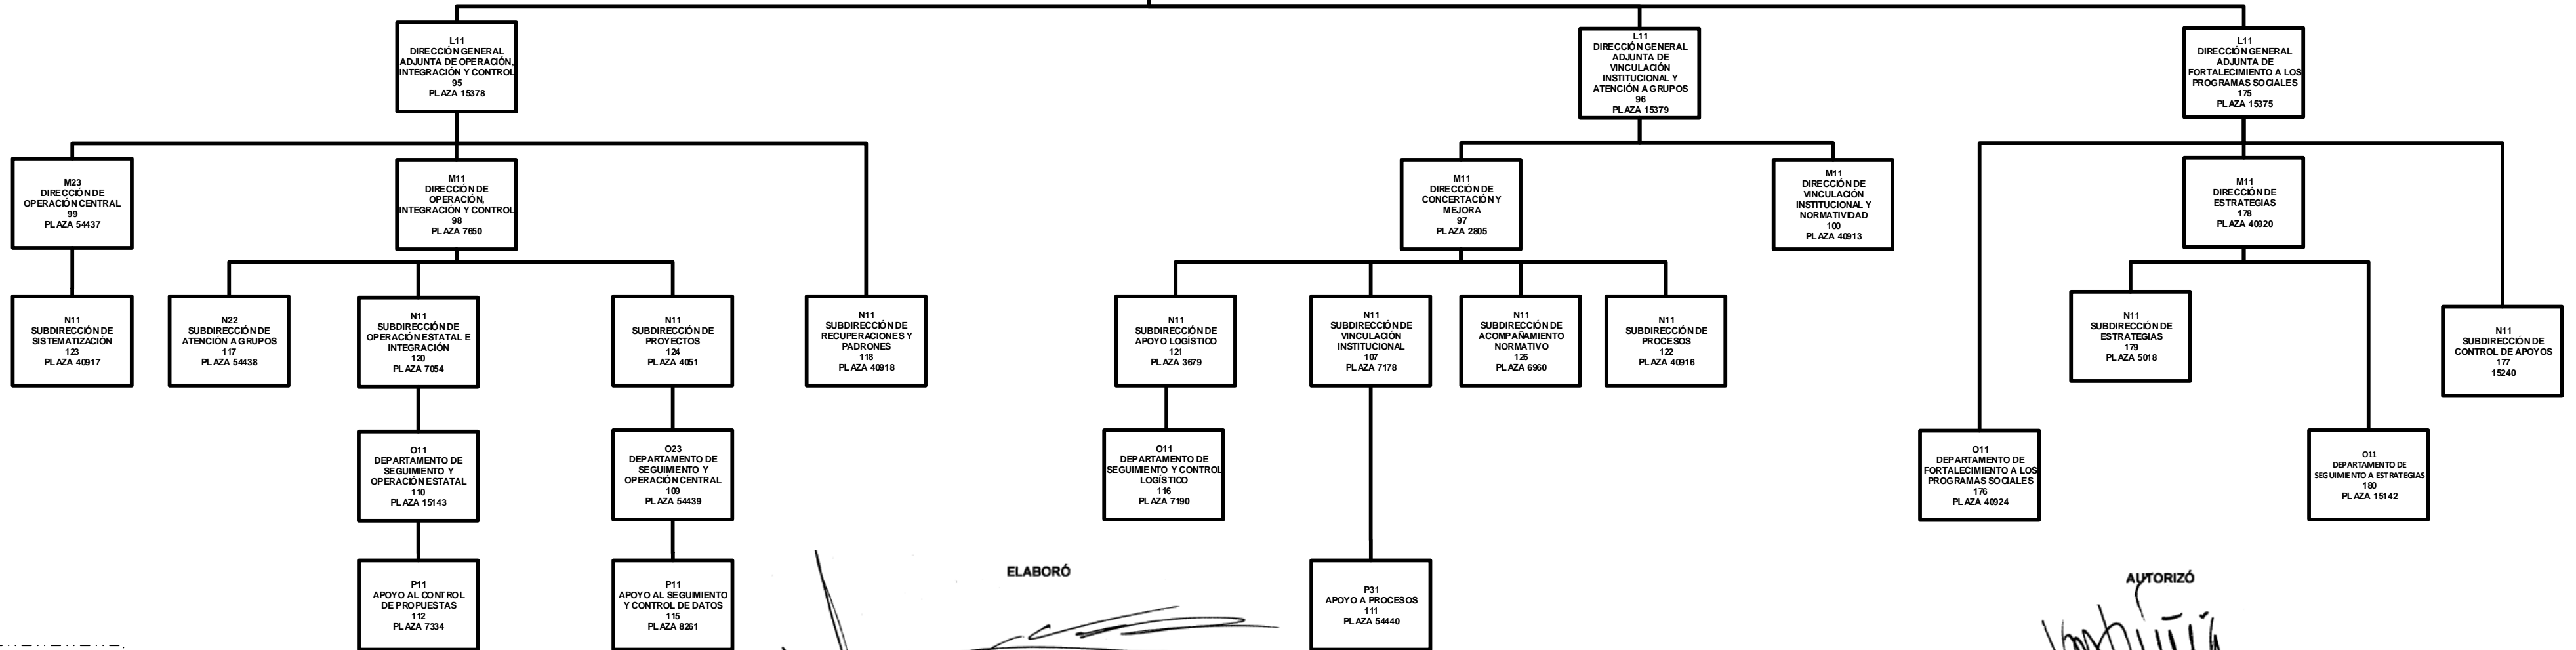 L11
DIRECCIÓN GENERAL
ADJUNTA DE OPERACIÓN,
INTEGRACIÓN Y CONTROL
95
PLAZA 15378
L11
DIRECCIÓN GENERAL
ADJUNTA DE
VINCULACIÓN
INSTITUCIONAL Y
ATENCIÓN A GRUPOS
96
PLAZA 15379
L11
DIRECCIÓN GENERAL
ADJUNTA DE
FORTALECIMIENTO A LOS
PROGRAMAS SOCIALES
175
PLAZA 15375
M23
DIRECCIÓN DE
OPERACIÓN CENTRAL
99
PLAZA 54437
M11
DIRECCIÓN DE
OPERACIÓN,
INTEGRACIÓN Y CONTROL
98
PLAZA 7650
M11
DIRECCIÓN DE
CONCERTACIÓN Y
MEJORA
97
PLAZA 2805
M11
DIRECCIÓN DE
VINCULACIÓN
INSTITUCIONAL Y
NORMATIVIDAD
100
PLAZA 40913
M11
DIRECCIÓN DE
ESTRATEGIAS
178
PLAZA 40920
N11
SUBDIRECCIÓN DE
SISTEMATIZACIÓN
123
PLAZA 40917
N22
SUBDIRECCIÓN DE
ATENCIÓN A GRUPOS
117
PLAZA 54438
N11
SUBDIRECCIÓN DE
OPERACIÓN ESTATAL E
INTEGRACIÓN
120
PLAZA 7054
N11
SUBDIRECCIÓN DE
PROYECTOS
124
PLAZA 4051
N11
SUBDIRECCIÓN DE
RECUPERACIONES Y
PADRONES
118
PLAZA 40918
N11
SUBDIRECCIÓN DE
APOYO LOGÍSTICO
121
PLAZA 3679
N11
SUBDIRECCIÓN DE
VINCULACIÓN
INSTITUCIONAL
107
PLAZA 7178
N11
SUBDIRECCIÓN DE
ACOMPAÑAMIENTO
NORMATIVO
126
PLAZA 6960
N11
SUBDIRECCIÓN DE
PROCESOS
122
PLAZA 40916
N11
SUBDIRECCIÓN DE
ESTRATEGIAS
179
PLAZA 5018
N11
SUBDIRECCIÓN DE
CONTROL DE APOYOS
177
15240
O11
DEPARTAMENTO DE
SEGUIMIENTO Y
OPERACIÓN ESTATAL
110
PLAZA 15143
O23
DEPARTAMENTO DE
SEGUIMIENTO Y
OPERACIÓN CENTRAL
109
PLAZA 54439
O11
DEPARTAMENTO DE
SEGUIMIENTO Y CONTROL
LOGÍSTICO
116
PLAZA 7190
O11
DEPARTAMENTO DE
FORTALECIMIENTO A LOS
PROGRAMAS SOCIALES
176
PLAZA 40924
O11
DEPARTAMENTO DE
SEGUIMIENTO A ESTRATEGIAS
180
PLAZA 15142
P11
APOYO AL CONTROL
DE PROPUESTAS
112
PLAZA 7334
P11
APOYO AL SEGUIMIENTO
Y CONTROL DE DATOS
115
PLAZA 8261
ELABORÓ
P31
APOYO A PROCESOS
111
PLAZA 54440
AUTORIZÓ